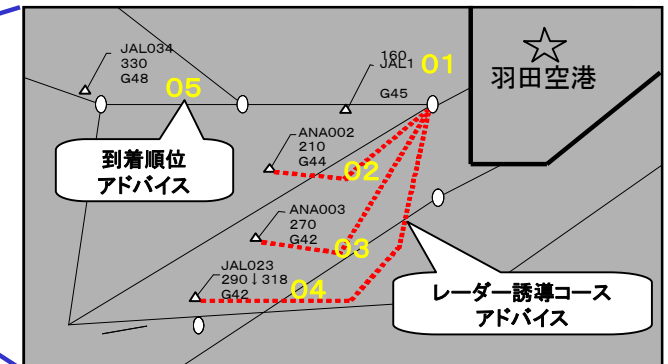 JAL034
330
G48
05
160
JAL1
01
G45
羽田空港
到着順位
アドバイス
ANA002
210
G44
02
ANA003
270
G42
03
JAL023
290↓318
G42
04
レーダー誘導コース
アドバイス